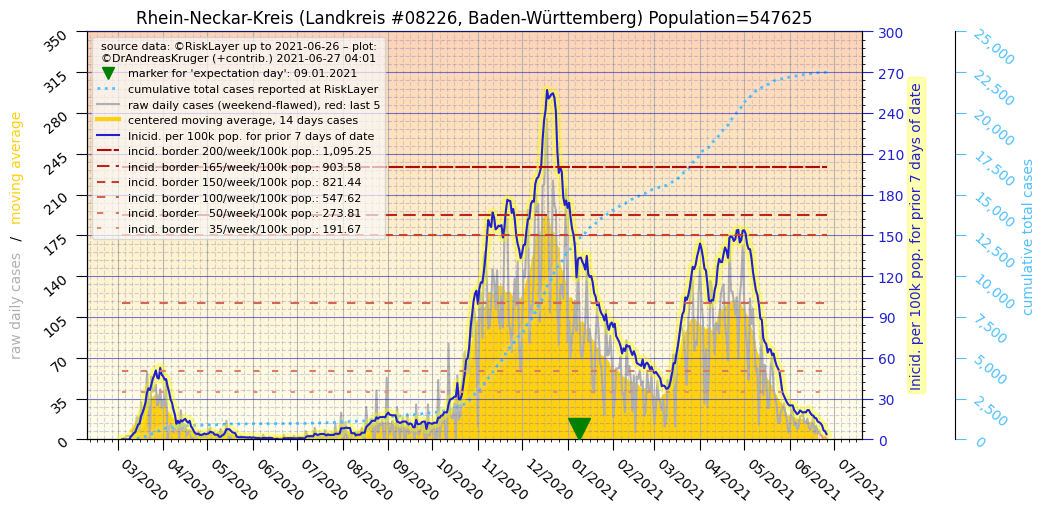 Rhein-Neckar-Kreis (Landkreis #08226, Baden-Württemberg) Population=547625
source data: ©RiskLayer up to 2021-06-26 – plot:
©DrAndreasKruger (+contrib.) 2021-06-27 04:01
marker for 'expectation day': 09.01.2021
cumulative total cases reported at RiskLayer
raw daily cases (weekend-flawed), red: last 5
centered moving average, 14 days cases
Inicid. per 100k pop. for prior 7 days of date
incid. border 200/week/100k pop.: 1,095.25
incid. border 165/week/100k pop.: 903.58
incid. border 150/week/100k pop.: 821.44
incid. border 100/week/100k pop.: 547.62
incid. border 50/week/100k pop.: 273.81
incid. border 35/week/100k pop.: 191.67
raw daily cases / moving average
350
315
280
245
210
175
140
105
70
35
0
300
270
240
210
180
150
120
90
60
30
0
Inicid. per 100k pop. for prior 7 days of date
25,000
22,500
20,000
17,500
15,000
12,500
10,000
7,500
5,000
2,500
0
cumulative total cases
03/2020
04/2020
05/2020
06/2020
07/2020
08/2020
09/2020
10/2020
11/2020
12/2020
01/2021
02/2021
03/2021
04/2021
05/2021
06/2021
07/2021